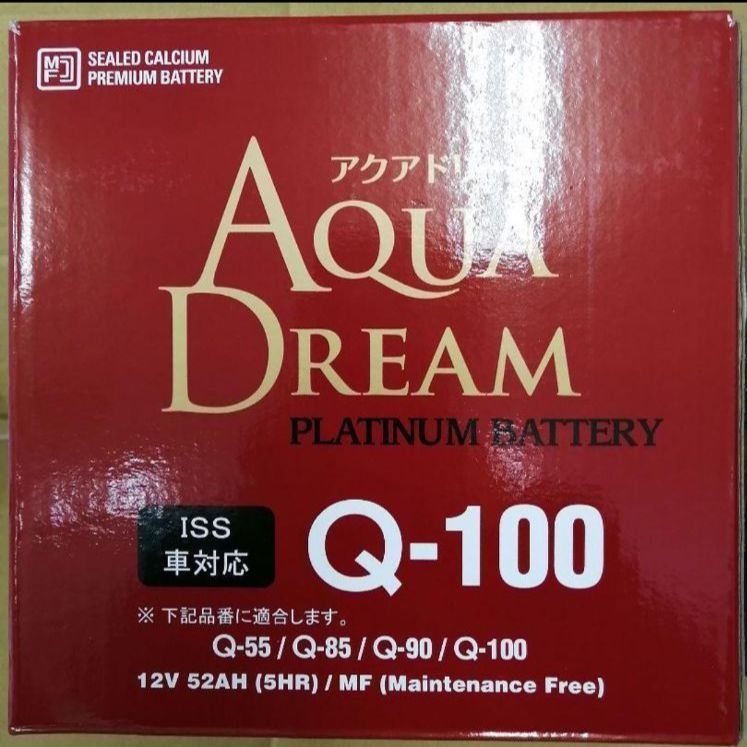 MF
SEALED CALCIUM
PREMIUM BATTERY
アクアド
AQUA
DREAM
PLATINUM BATTERY
ISS
車対応
Q-100
※ 下記品番に適合します。
Q-55 / Q-85 / Q-90 / Q-100
12V 52AH (5HR) / MF (Maintenance Free)